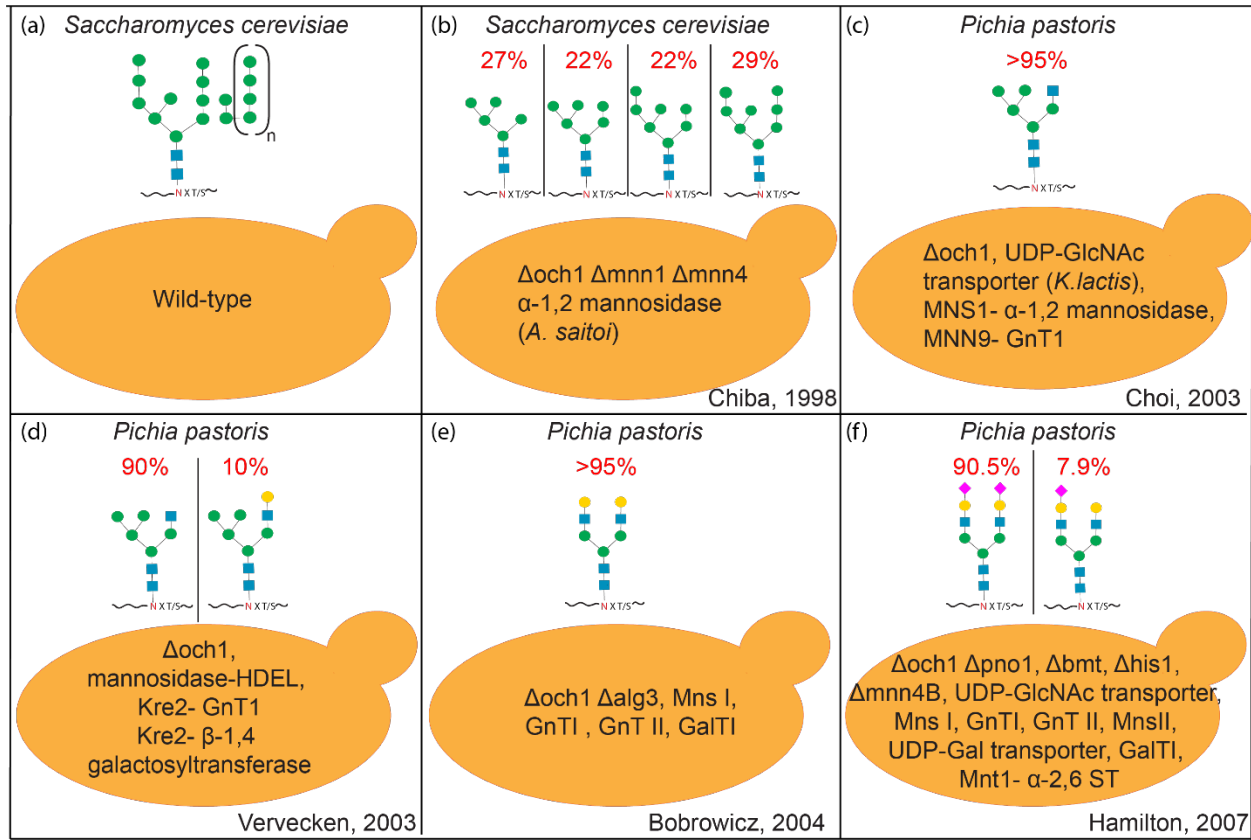 (a) Saccharomyces cerevisiae
n
N X T/S
Wild-type
(b) Saccharomyces cerevisiae
27% 22% 22% 29%
N X T/S N X T/S N X T/S N X T/S
Δoch1 Δmnn1 Δmnn4
α-1,2 mannosidase
(A. saitoi)
Chiba, 1998
(c) Pichia pastoris
>95%
N X T/S
Δoch1, UDP-GlcNAc
transporter (K.lactis),
MNS1- α-1,2 mannosidase,
MNN9- GnT1
Choi, 2003
(d) Pichia pastoris
90% 10%
N X T/S N X T/S
Δoch1,
mannosidase-HDEL,
Kre2- GnT1
Kre2- β-1,4
galactosyltransferase
Vervecken, 2003
(e) Pichia pastoris
>95%
N X T/S
Δoch1 Δalg3, Mns I,
GnTI , GnT II, GalTI
Bobrowicz, 2004
(f) Pichia pastoris
90.5% 7.9%
N X T/S N X T/S
Δoch1 Δpno1, Δbmt, Δhis1,
Δmnn4B, UDP-GlcNAc transporter,
Mns I, GnTI, GnT II, MnsII,
UDP-Gal transporter, GalTI,
Mnt1- α-2,6 ST
Hamilton, 2007